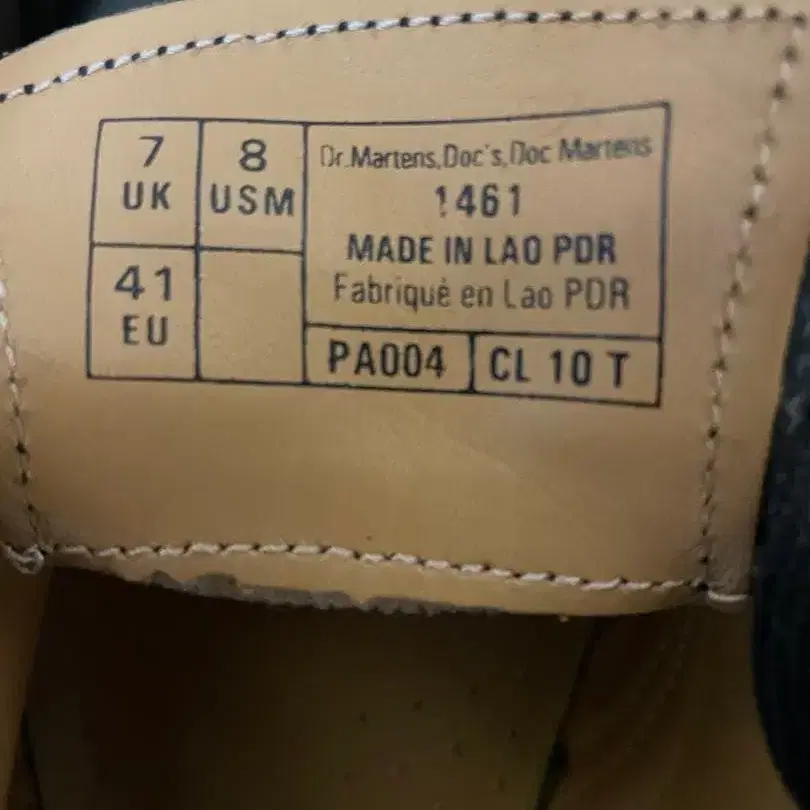 7
UK
8
USM
41
EU
Dr.Martens,Doc's,Doc Martens
1461
MADE IN LAO PDR
Fabriqué en Lao PDR
PA004
CL 10 T